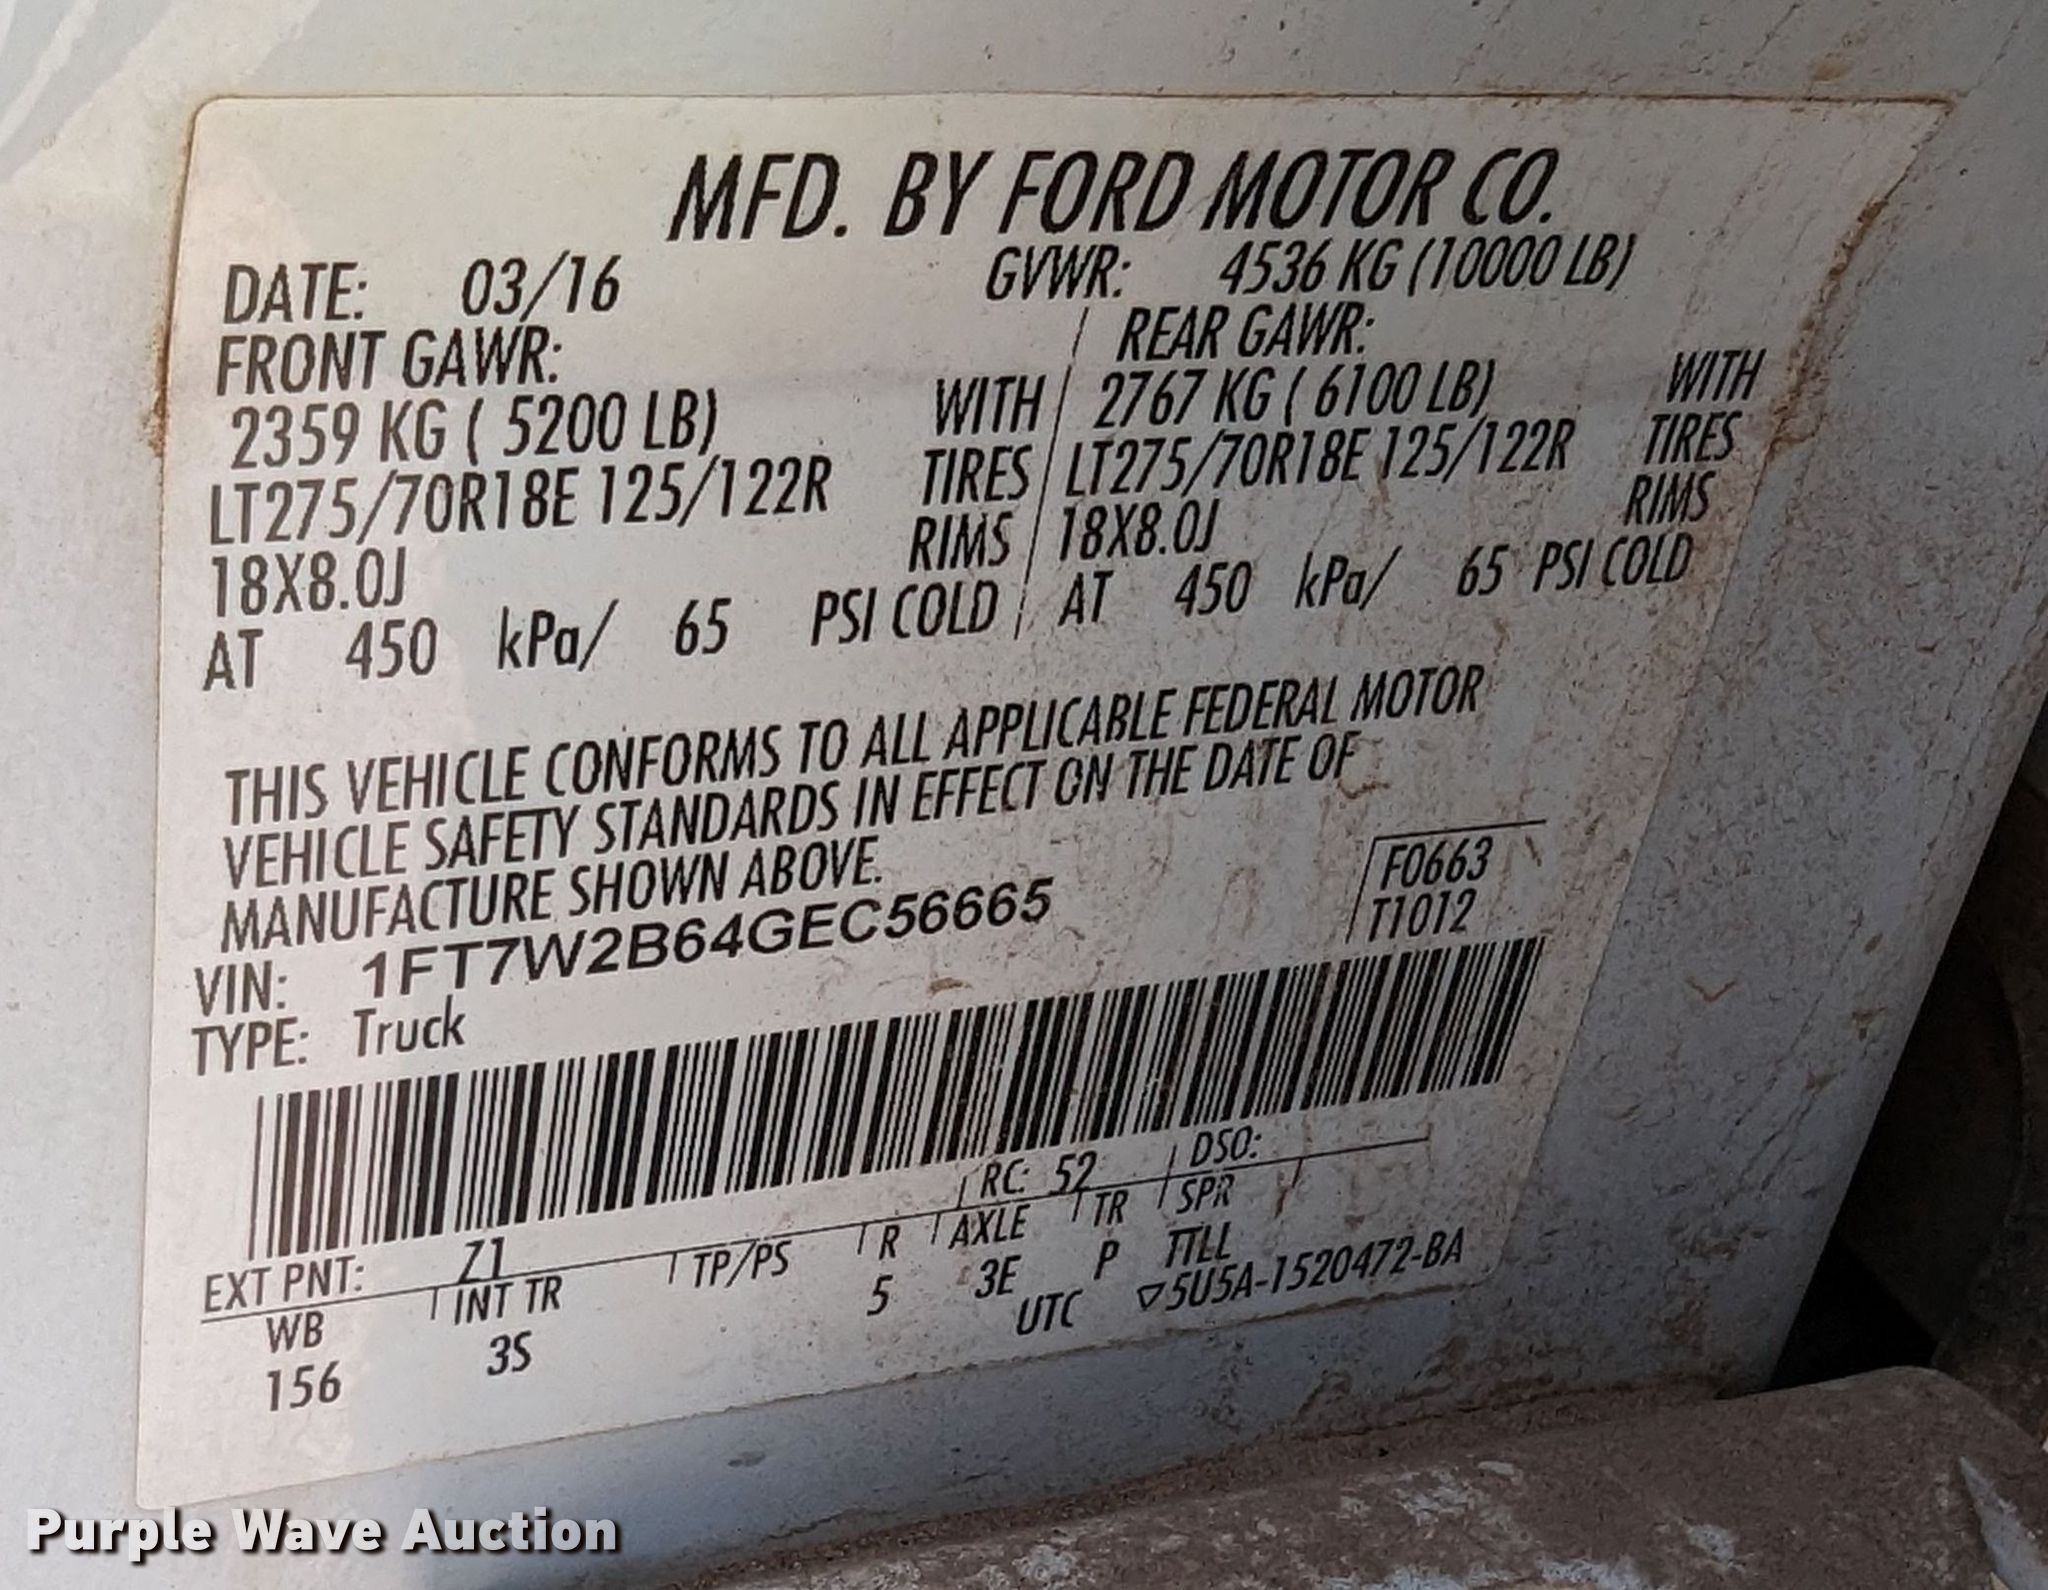 MFD. BY FORD MOTOR CO.
DATE: 03/16 GVWR: 4536 KG (10000 LB)
FRONT GAWR: REAR GAWR:
2359 KG ( 5200 LB) WITH 2767 KG ( 6100 LB) WITH
LT275/70R18E 125/122R TIRES LT275/70R18E 125/122R TIRES
18X8.0J RIMS 18X8.0J RIMS
AT 450 kPa/ 65 PSI COLD AT 450 kPa/ 65 PSI COLD
THIS VEHICLE CONFORMS TO ALL APPLICABLE FEDERAL MOTOR
VEHICLE SAFETY STANDARDS IN EFFECT ON THE DATE OF
MANUFACTURE SHOWN ABOVE.
VIN: 1FT7W2B64GEC56665 F0663
TYPE: Truck T1012
EXT PNT: Z1 RC: 52 DSO:
WB INT TR TP/PS R AXLE TR SPR
156 3S 5 3E P TTLL
UTC ▽5U5A-1520472-BA
Purple Wave Auction